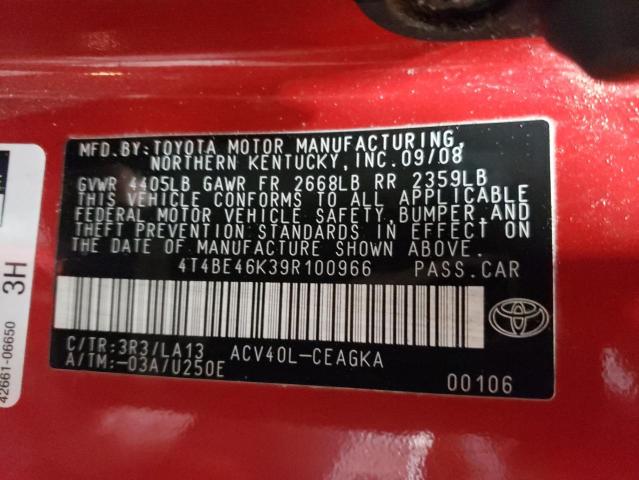 MFD.BY:TOYOTA MOTOR MANUFACTURING,
NORTHERN KENTUCKY,INC.09/08
GVWR 4405LB GAWR FR 2668LB RR 2359LB
THIS VEHICLE CONFORMS TO ALL APPLICABLE
FEDERAL MOTOR VEHICLE SAFETY,BUMPER,AND
THEFT PREVENTION STANDARDS IN EFFECT ON
THE DATE OF MANUFACTURE SHOWN ABOVE.
4T4BE46K39R100966 PASS.CAR
C/TR:3R3/LA13 ACV40L-CEAGKA
A/TM:-03A/U250E
00106
3H
42661-06650